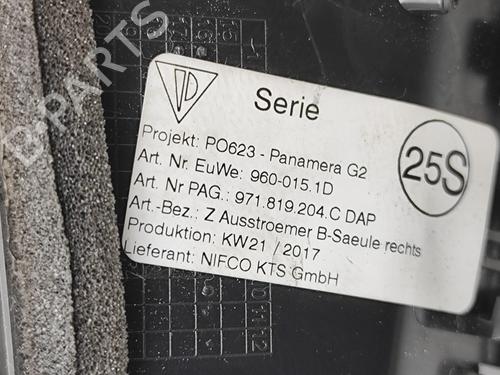 Serie
Projekt: PO623 - Panamera G2
Art. Nr. EuWe: 960-015.1D
Art. Nr PAG.: 971.819.204.C DAP
Art.-Bez.: Z Ausstroemer B-Saeule rechts
Produktion: KW21 / 2017
Lieferant: NIFCO KTS GmbH
25S
B-PARTS